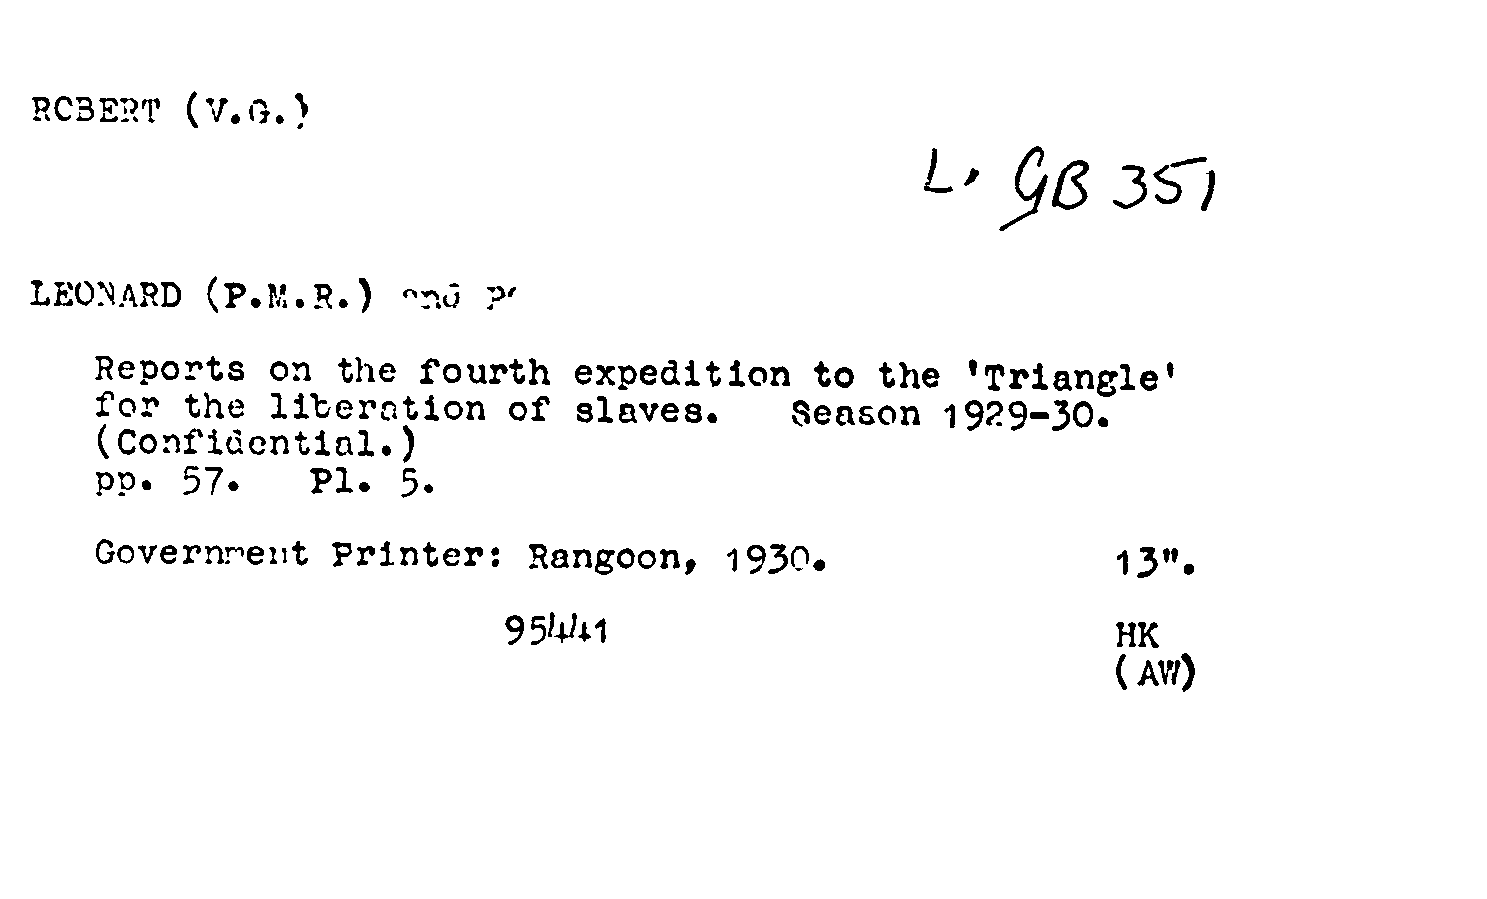 ROBERT (V.G.)
L. GB 351
LEONARD (P.M.R.) and
Reports on the fourth expedition to the 'Triangle'
for the liberation of slaves. Season 1929-30.
(Confidential.)
pp. 57. Pl. 5.
Government Printer: Rangoon, 1930. 13".
95441 HK
(AW)